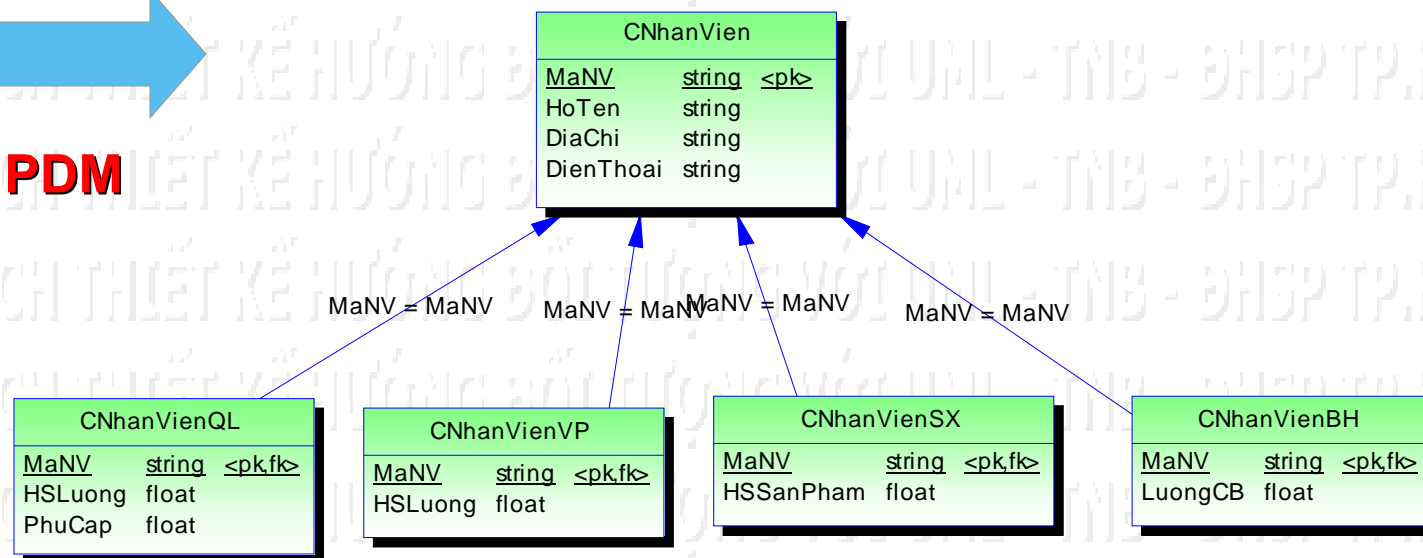 CNhanVien
MaNV string <pk>
HoTen string
DiaChi string
DienThoai string
PDM
MaNV = MaNV
MaNV = MaNV
MaNV = MaNV
MaNV = MaNV
CNhanVienQL
MaNV string <pk,fk>
HSLuong float
PhuCap float
CNhanVienVP
MaNV string <pk,fk>
HSLuong float
CNhanVienSX
MaNV string <pk,fk>
HSSanPham float
CNhanVienBH
MaNV string <pk,fk>
LuongCB float